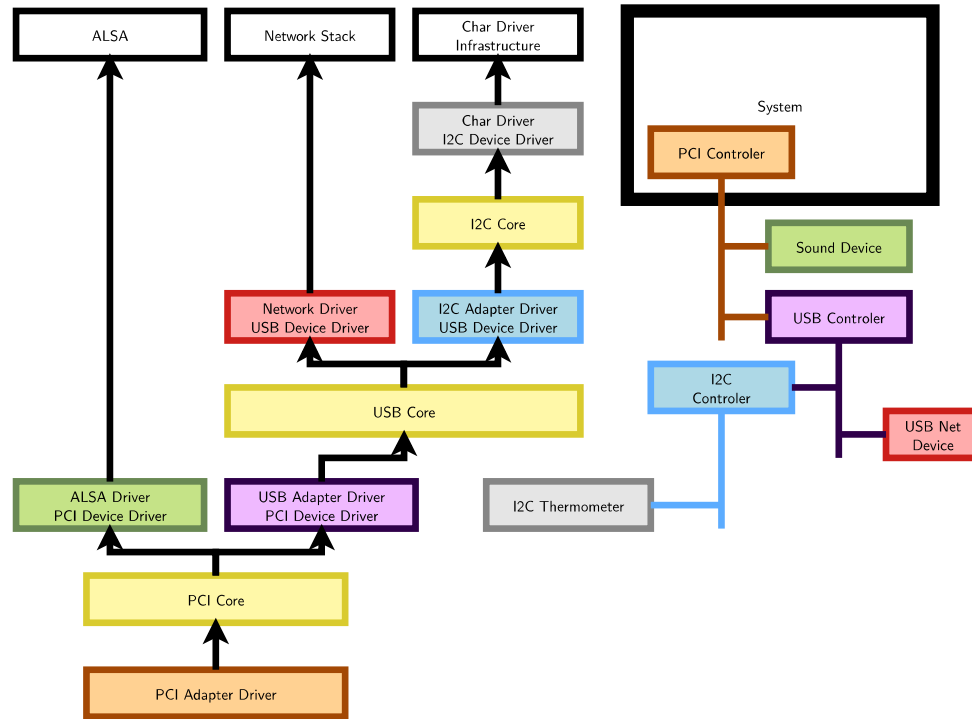 ALSA
Network Stack
Char Driver
Infrastructure
Char Driver
I2C Device Driver
I2C Core
Network Driver
USB Device Driver
I2C Adapter Driver
USB Device Driver
USB Core
ALSA Driver
PCI Device Driver
USB Adapter Driver
PCI Device Driver
PCI Core
PCI Adapter Driver
System
PCI Controler
Sound Device
USB Controler
I2C
Controler
USB Net
Device
I2C Thermometer